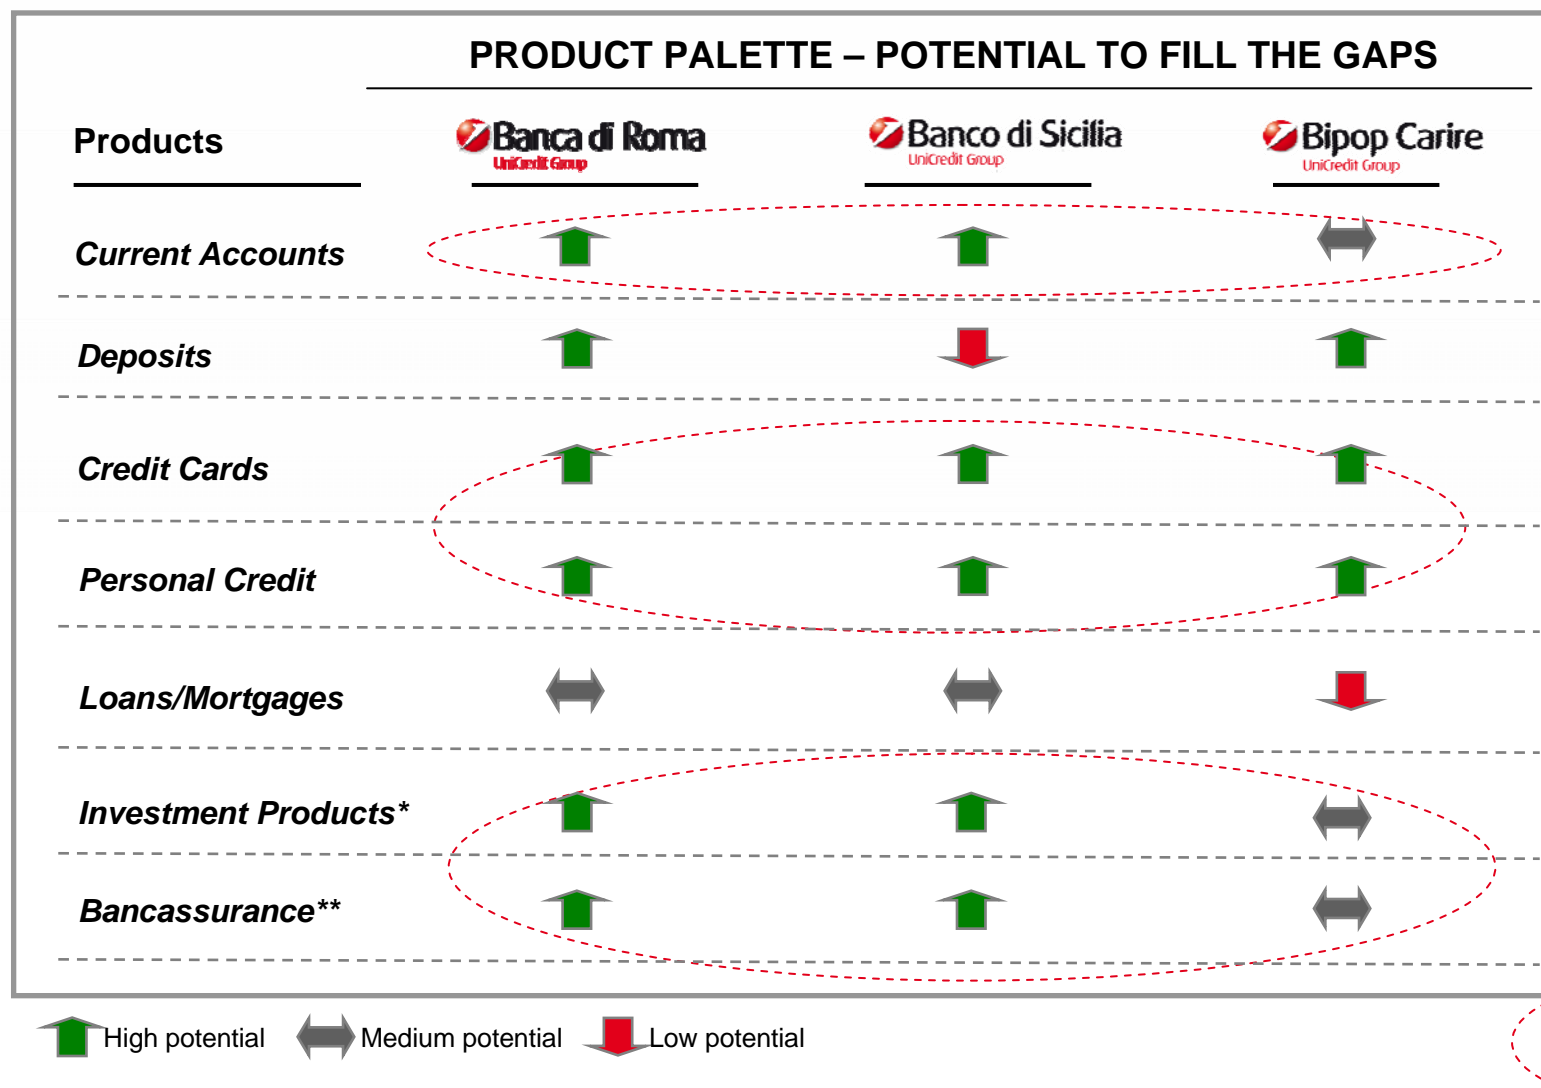 PRODUCT PALETTE – POTENTIAL TO FILL THE GAPS
Products
Banca di Roma
UniCredit Group
Banco di Sicilia
UniCredit Group
Bipop Carire
UniCredit Group
Current Accounts
Deposits
Credit Cards
Personal Credit
Loans/Mortgages
Investment Products*
Bancassurance**
High potential
Medium potential
Low potential